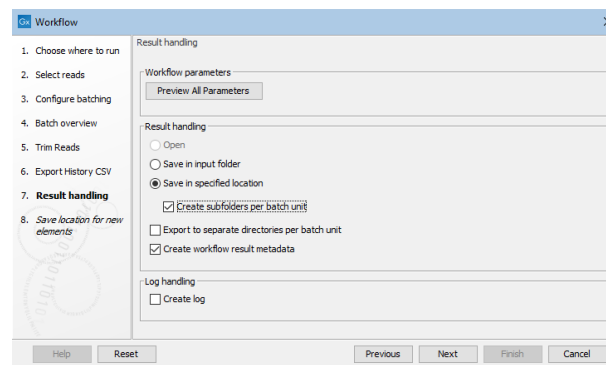 Gx Workflow
1. Choose where to run
2. Select reads
3. Configure batching
4. Batch overview
5. Trim Reads
6. Export History CSV
7. Result handling
8. Save location for new
elements
Result handling
Workflow parameters
Preview All Parameters
Result handling
Open
Save in input folder
Save in specified location
Create subfolders per batch unit
Export to separate directories per batch unit
Create workflow result metadata
Log handling
Create log
Help Reset Previous Next Finish Cancel